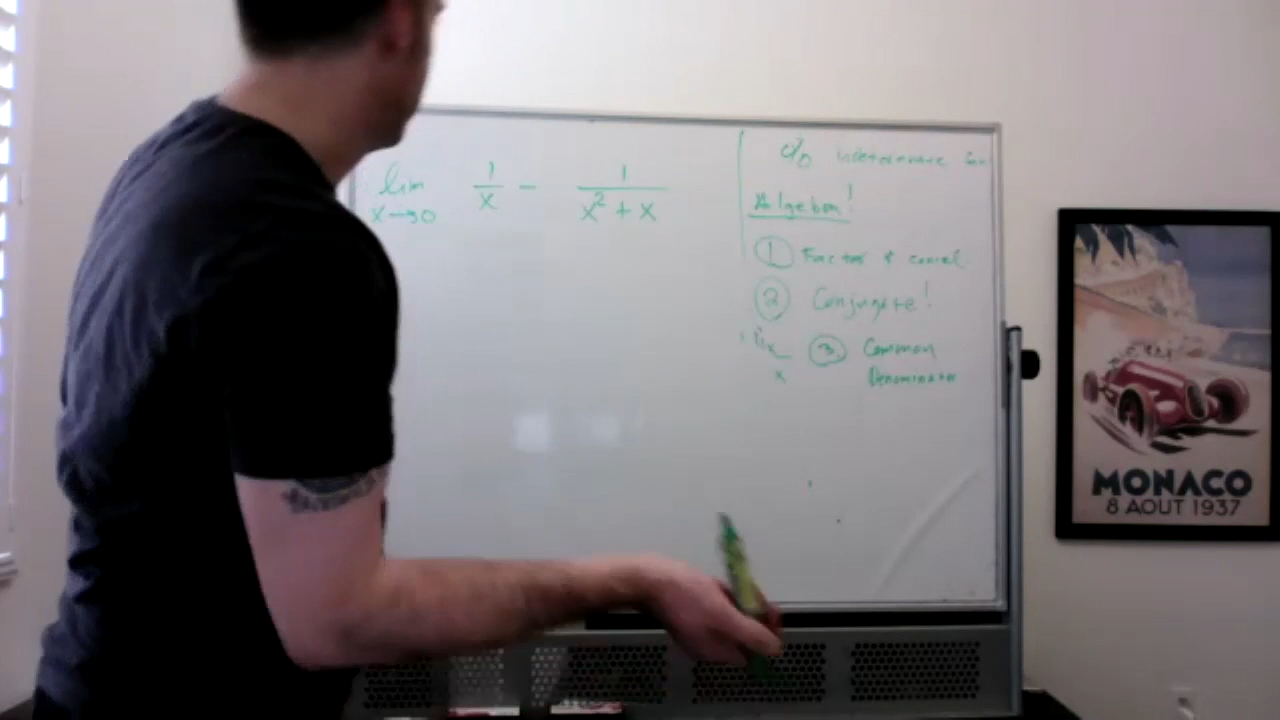 lim x→0 1/x - 1/(x² + x)
0/0 indeterminate
Algebra!
① Factor & cancel
② Conjugate!
③ Common
Denominator
MONACO
8 AOUT 1937